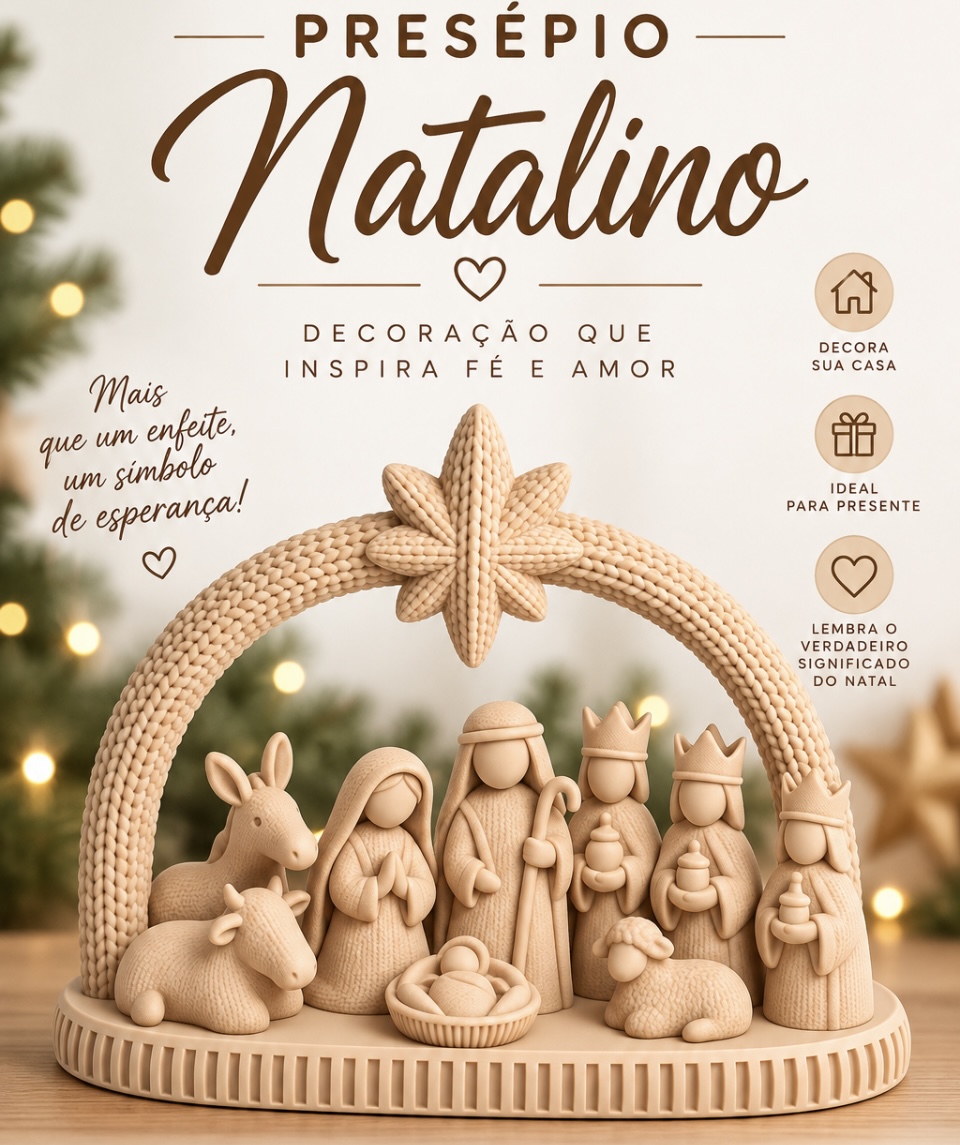 PRESÉPIO
Natalino
DECORAÇÃO QUE
INSPIRA FÉ E AMOR
Mais
que um enfeite,
um símbolo
de esperança!
DECORA
SUA CASA
IDEAL
PARA PRESENTE
LEMBRA O
VERDADEIRO
SIGNIFICADO
DO NATAL